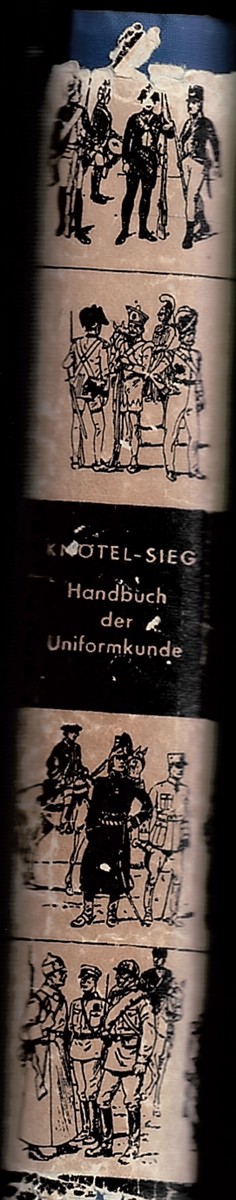 KNÖTEL-SIEG
Handbuch
der
Uniformkunde